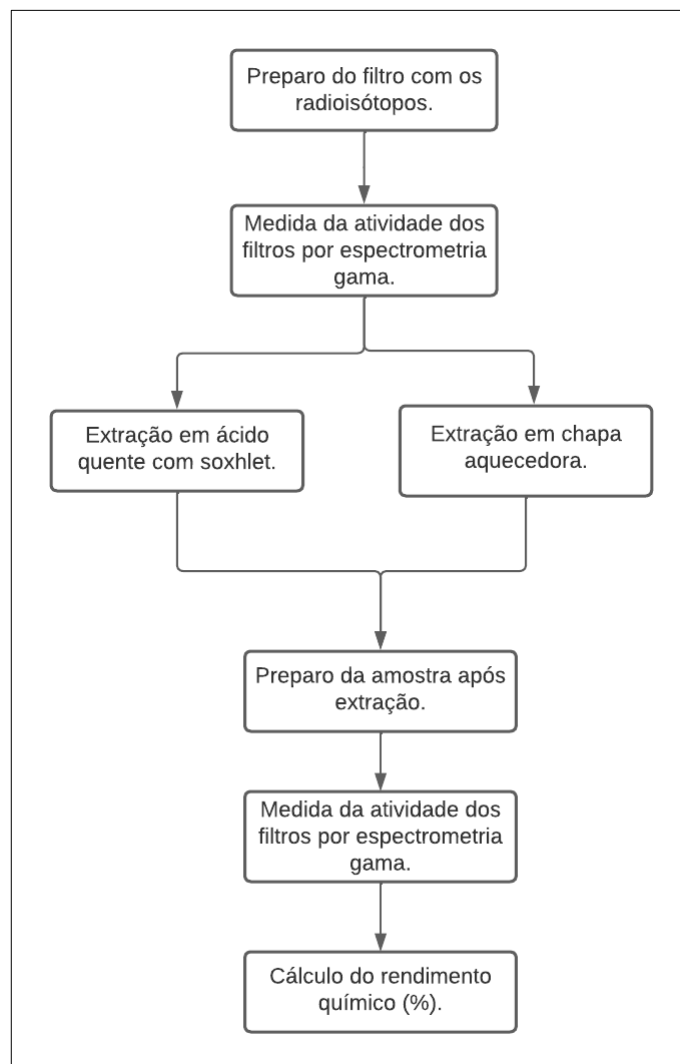 Preparo do filtro com os
radioisótopos.
Medida da atividade dos
filtros por espectrometria
gama.
Extração em ácido
quente com soxhlet.
Extração em chapa
aquecedora.
Preparo da amostra após
extração.
Medida da atividade dos
filtros por espectrometria
gama.
Cálculo do rendimento
químico (%).